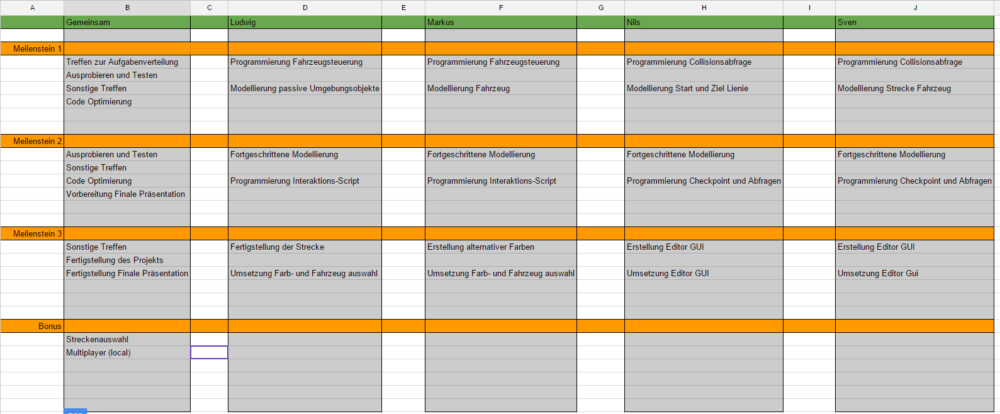 A B C D E F G H I J
Gemeinsam Ludwig Markus Nils Sven
Meilenstein 1
Treffen zur Aufgabenverteilung Programmierung Fahrzeugsteuerung Programmierung Fahrzeugsteuerung Programmierung Collisionsabfrage Programmierung Collisionsabfrage
Ausprobieren und Testen
Sonstige Treffen Modellierung passive Umgebungsobjekte Modellierung Fahrzeug Modellierung Start und Ziel Lienie Modellierung Strecke Fahrzeug
Code Optimierung
Meilenstein 2
Ausprobieren und Testen Fortgeschrittene Modellierung Fortgeschrittene Modellierung Fortgeschrittene Modellierung Fortgeschrittene Modellierung
Sonstige Treffen
Code Optimierung Programmierung Interaktions-Script Programmierung Interaktions-Script Programmierung Checkpoint und Abfragen Programmierung Checkpoint und Abfragen
Vorbereitung Finale Präsentation
Meilenstein 3
Sonstige Treffen Fertigstellung der Strecke Erstellung alternativer Farben Erstellung Editor GUI Erstellung Editor GUI
Fertigstellung des Projekts
Fertigstellung Finale Präsentation Umsetzung Farb- und Fahrzeug auswahl Umsetzung Farb- und Fahrzeug auswahl Umsetzung Editor GUI Umsetzung Editor Gui
Bonus
Streckenauswahl
Multiplayer (local)